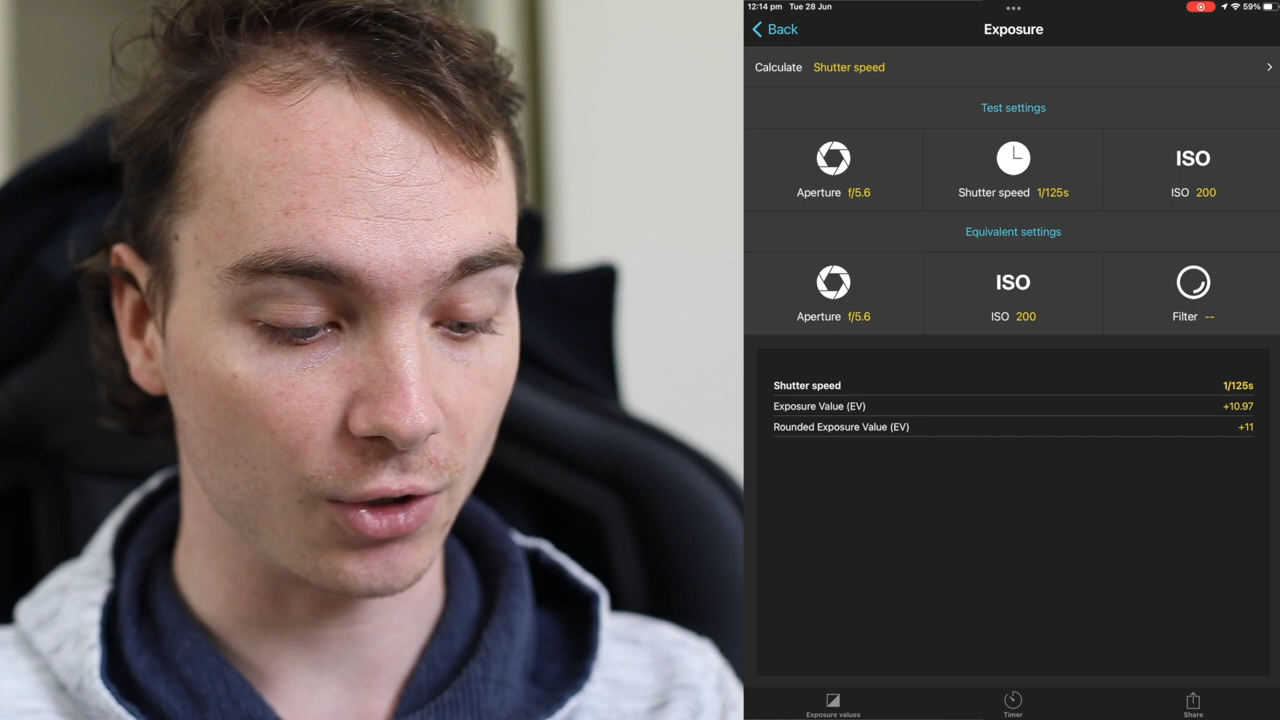 12:14 pm Tue 28 Jun
59%
Back
Exposure
Calculate Shutter speed
Test settings
Aperture f/5.6
Shutter speed 1/125s
ISO
ISO 200
Equivalent settings
Aperture f/5.6
ISO
ISO 200
Filter --
Shutter speed 1/125s
Exposure Value (EV) +10.97
Rounded Exposure Value (EV) +11
Exposure values
Timer
Share